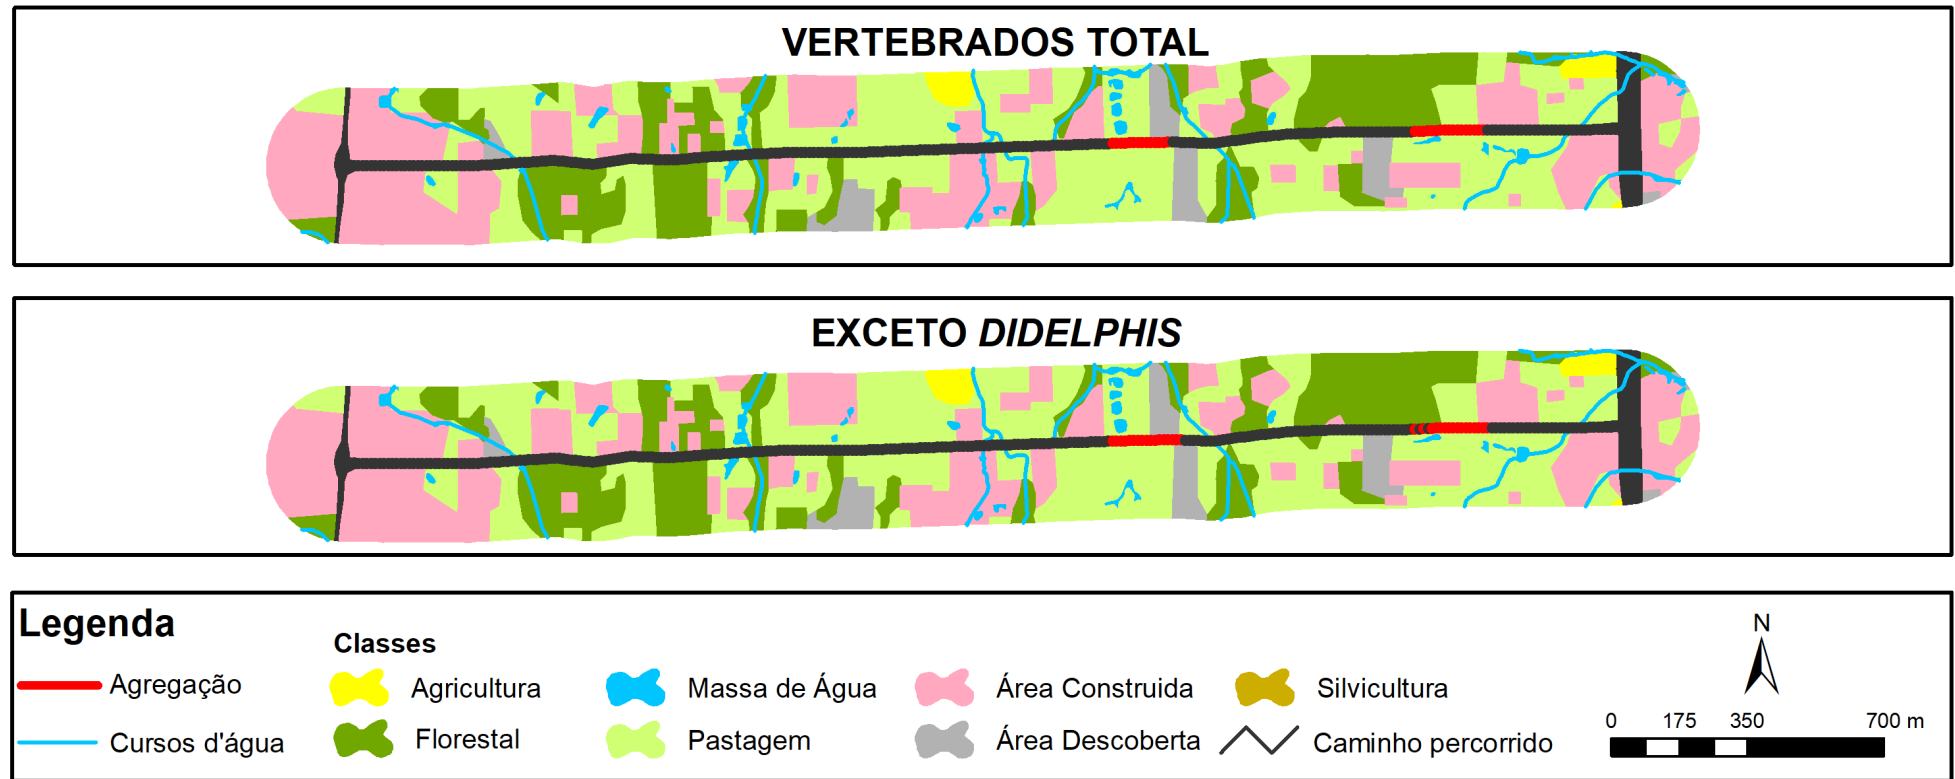 VERTEBRADOS TOTAL
EXCETO DIDELPHIS
Legenda
Agregação
Cursos d'água
Classes
Agricultura
Florestal
Massa de Água
Pastagem
Área Construida
Área Descoberta
Silvicultura
Caminho percorrido
N
0 175 350 700 m